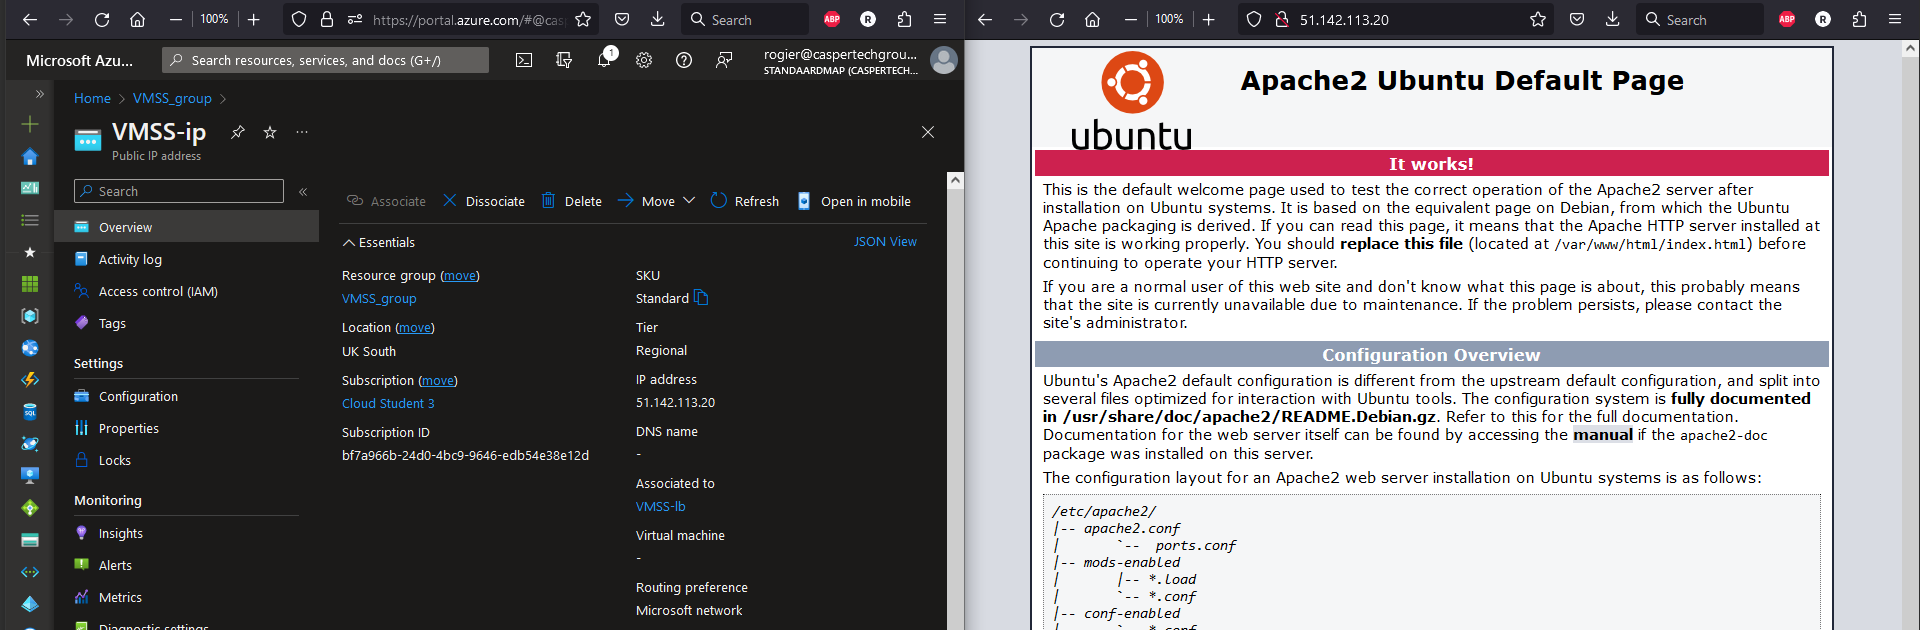 100%
https://portal.azure.com/#@cas
Search
ABP
R
Microsoft Azu...
Search resources, services, and docs (G+/)
1
rogier@caspertechgrou...
STANDAARDMAP (CASPERTECH...
Home > VMSS_group >
VMSS-ip
Public IP address
Search
Overview
Activity log
Access control (IAM)
Tags
Settings
Configuration
Properties
Locks
Monitoring
Insights
Alerts
Metrics
Diagnostic settings
SQL
Associate
Dissociate
Delete
Move
Refresh
Open in mobile
Essentials
JSON View
Resource group (move)
VMSS_group
Location (move)
UK South
Subscription (move)
Cloud Student 3
Subscription ID
bf7a966b-24d0-4bc9-9646-edb54e38e12d
SKU
Standard
Tier
Regional
IP address
51.142.113.20
DNS name
-
Associated to
VMSS-lb
Virtual machine
-
Routing preference
Microsoft network
100%
51.142.113.20
Search
ABP
R
ubuntu
Apache2 Ubuntu Default Page
It works!
This is the default welcome page used to test the correct operation of the Apache2 server after
installation on Ubuntu systems. It is based on the equivalent page on Debian, from which the Ubuntu
Apache packaging is derived. If you can read this page, it means that the Apache HTTP server installed at
this site is working properly. You should replace this file (located at /var/www/html/index.html) before
continuing to operate your HTTP server.
If you are a normal user of this web site and don't know what this page is about, this probably means
that the site is currently unavailable due to maintenance. If the problem persists, please contact the
site's administrator.
Configuration Overview
Ubuntu's Apache2 default configuration is different from the upstream default configuration, and split into
several files optimized for interaction with Ubuntu tools. The configuration system is fully documented
in /usr/share/doc/apache2/README.Debian.gz. Refer to this for the full documentation.
Documentation for the web server itself can be found by accessing the manual if the apache2-doc
package was installed on this server.
The configuration layout for an Apache2 web server installation on Ubuntu systems is as follows:
/etc/apache2/
|-- apache2.conf
|       `--  ports.conf
|-- mods-enabled
|       |-- *.load
|       `-- *.conf
|-- conf-enabled
|       `-- *.conf